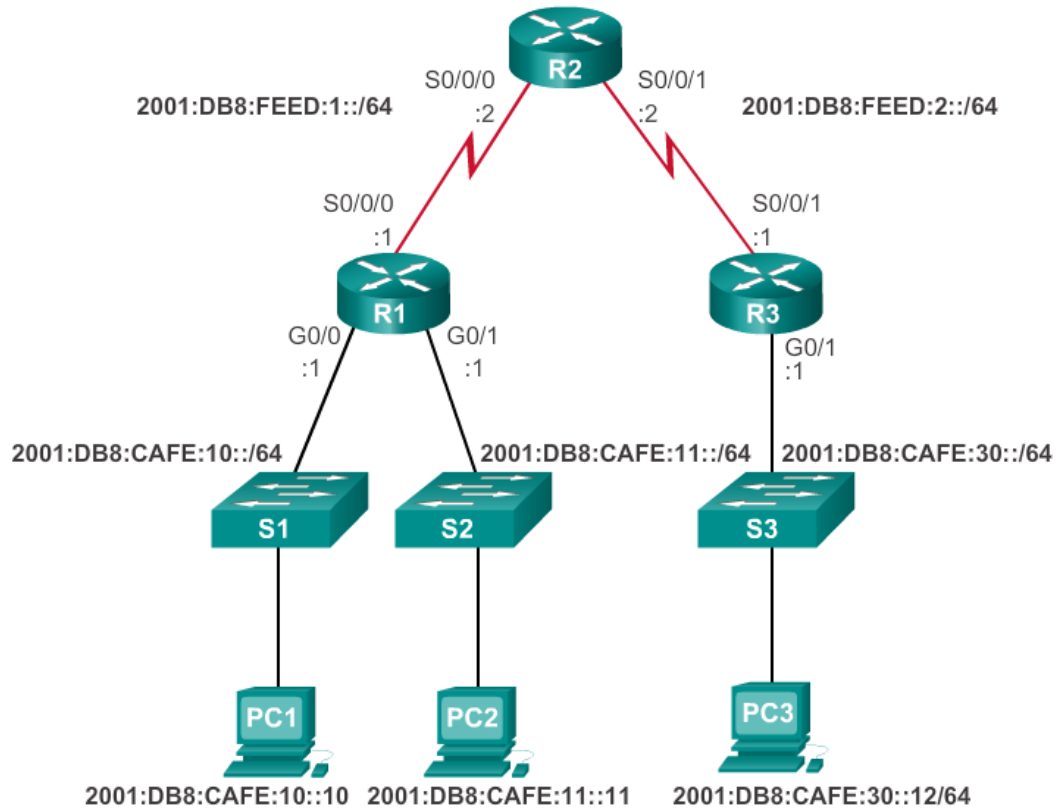 R2
S0/0/0
S0/0/1
2001:DB8:FEED:1::/64
:2
:2
2001:DB8:FEED:2::/64
S0/0/0
S0/0/1
:1
:1
R1
R3
G0/0
:1
G0/1
:1
G0/1
:1
2001:DB8:CAFE:10::/64
2001:DB8:CAFE:11::/64
2001:DB8:CAFE:30::/64
S1
S2
S3
PC1
PC2
PC3
2001:DB8:CAFE:10::10
2001:DB8:CAFE:11::11
2001:DB8:CAFE:30::12/64